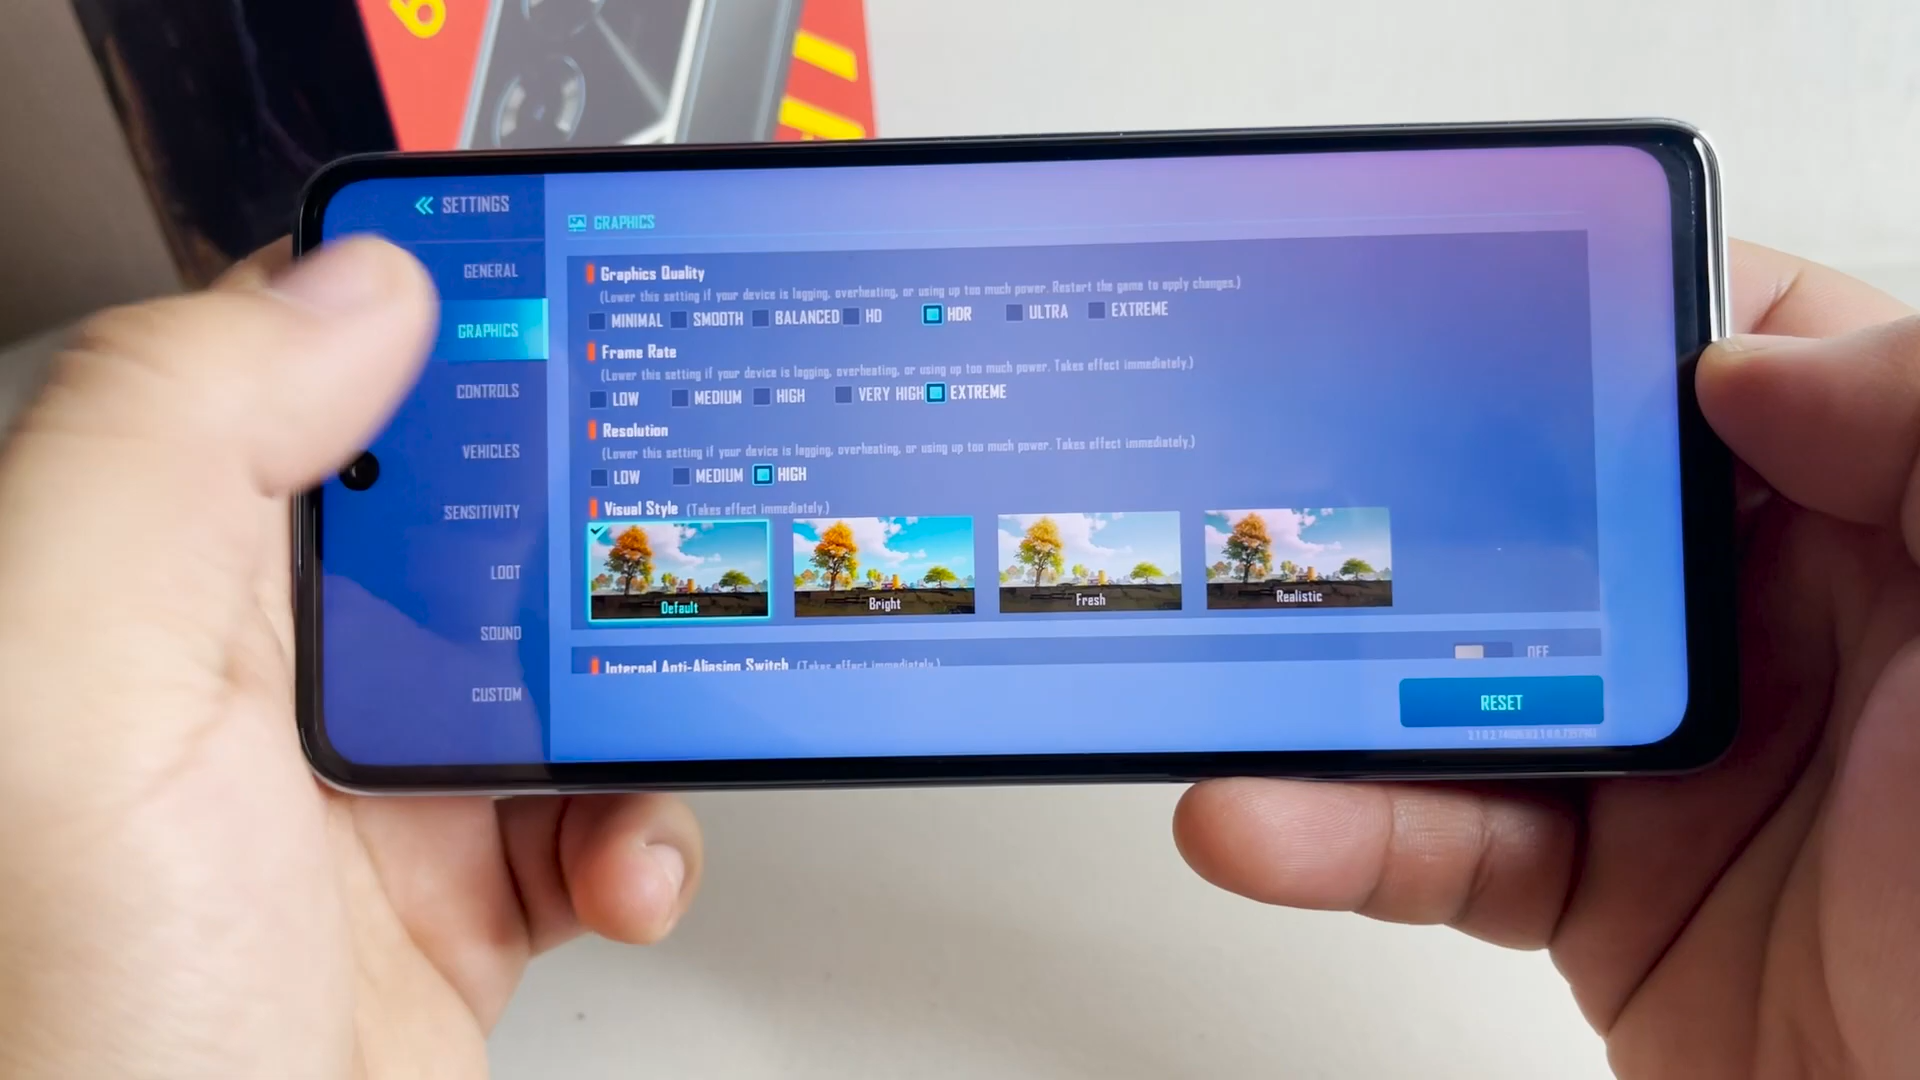 SETTINGS
GENERAL
GRAPHICS
CONTROLS
VEHICLES
SENSITIVITY
LOOT
SOUND
CUSTOM
GRAPHICS
Graphics Quality
(Lower this setting if your device is lagging, overheating, or using up too much power. Restart the game to apply changes.)
MINIMAL SMOOTH BALANCED HD HDR ULTRA EXTREME
Frame Rate
(Lower this setting if your device is lagging, overheating, or using up too much power. Takes effect immediately.)
LOW MEDIUM HIGH VERY HIGH EXTREME
Resolution
(Lower this setting if your device is lagging, overheating, or using up too much power. Takes effect immediately.)
LOW MEDIUM HIGH
Visual Style (Takes effect immediately.)
Default Bright Fresh Realistic
Internal Anti-Aliasing Switch (Takes effect immediately.) OFF
RESET